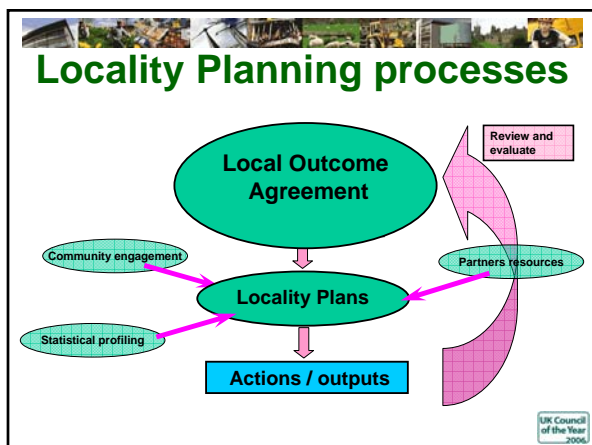 Locality Planning processes
Review and
evaluate
Local Outcome
Agreement
Community engagement
Partners resources
Locality Plans
Statistical profiling
Actions / outputs
UK Council
of the Year
2006